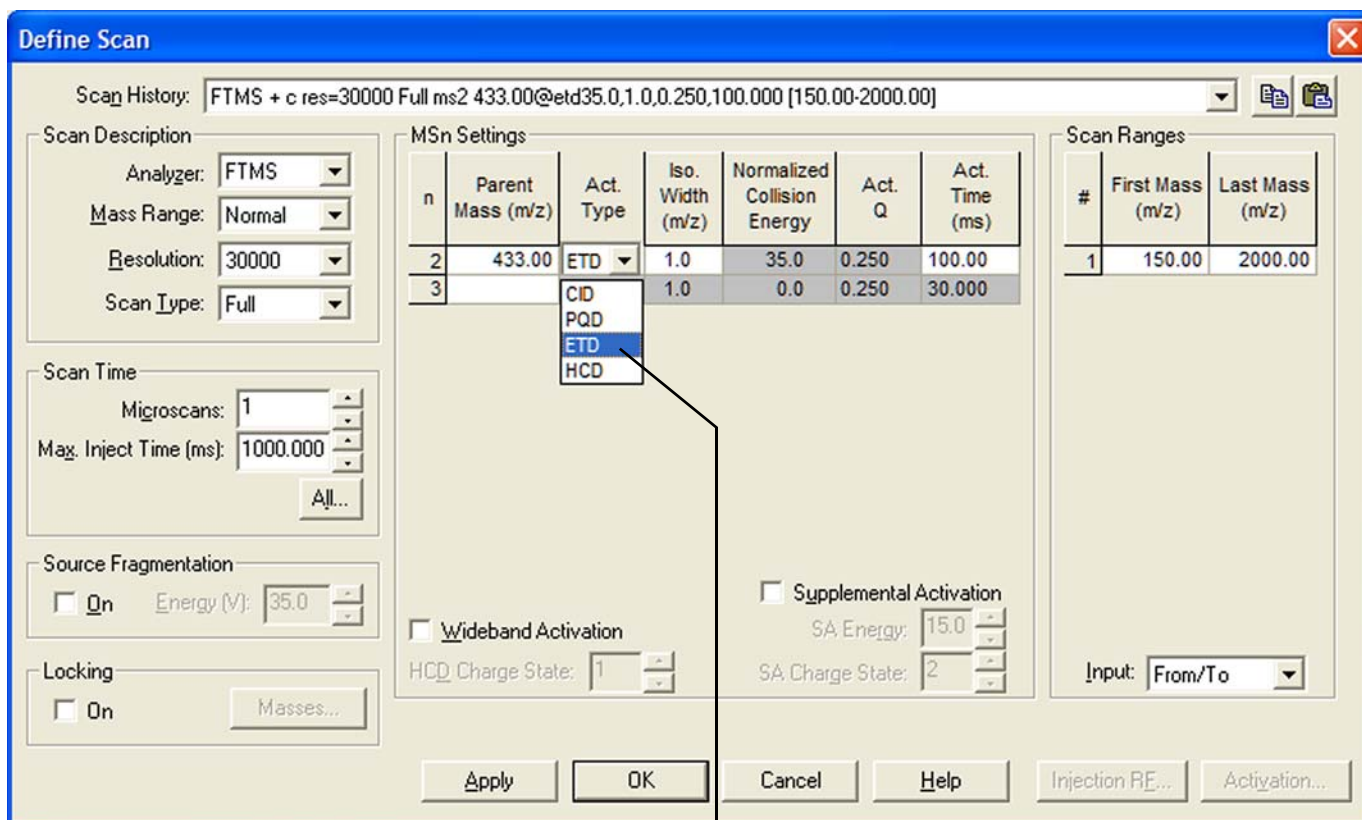 Define Scan
Scan History: FTMS + c res=30000 Full ms2 433.00@etd35.0,1.0,0.250,100.000 [150.00-2000.00]
Scan Description
Analyzer: FTMS
Mass Range: Normal
Resolution: 30000
Scan Type: Full
Scan Time
Microscans: 1
Max. Inject Time (ms): 1000.000
All...
Source Fragmentation
On Energy (V): 35.0
Locking
On Masses...
MSn Settings
n Parent Mass (m/z) Act. Type Iso. Width (m/z) Normalized Collision Energy Act. Q Act. Time (ms)
2 433.00 ETD 1.0 35.0 0.250 100.00
3 1.0 0.0 0.250 30.000
CID
PQD
ETD
HCD
Wideband Activation
HCD Charge State: 1
Supplemental Activation
SA Energy: 15.0
SA Charge State: 2
Scan Ranges
# First Mass (m/z) Last Mass (m/z)
1 150.00 2000.00
Input: From/To
Apply OK Cancel Help Injection RF... Activation...